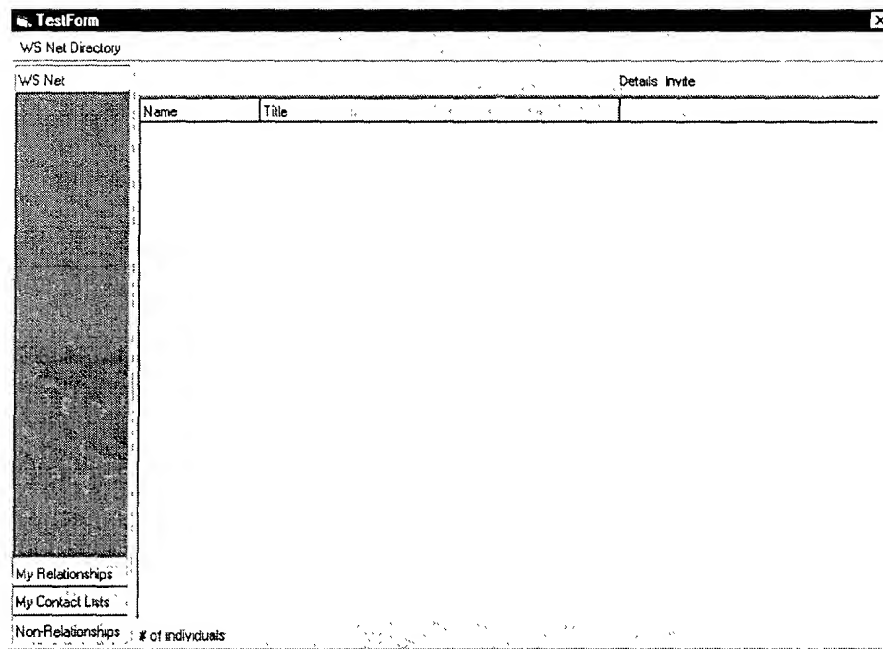 TestForm
WS Net Directory
WS Net
Details Invite
Name Title
My Relationships
My Contact Lists
Non-Relationships
# of individuals